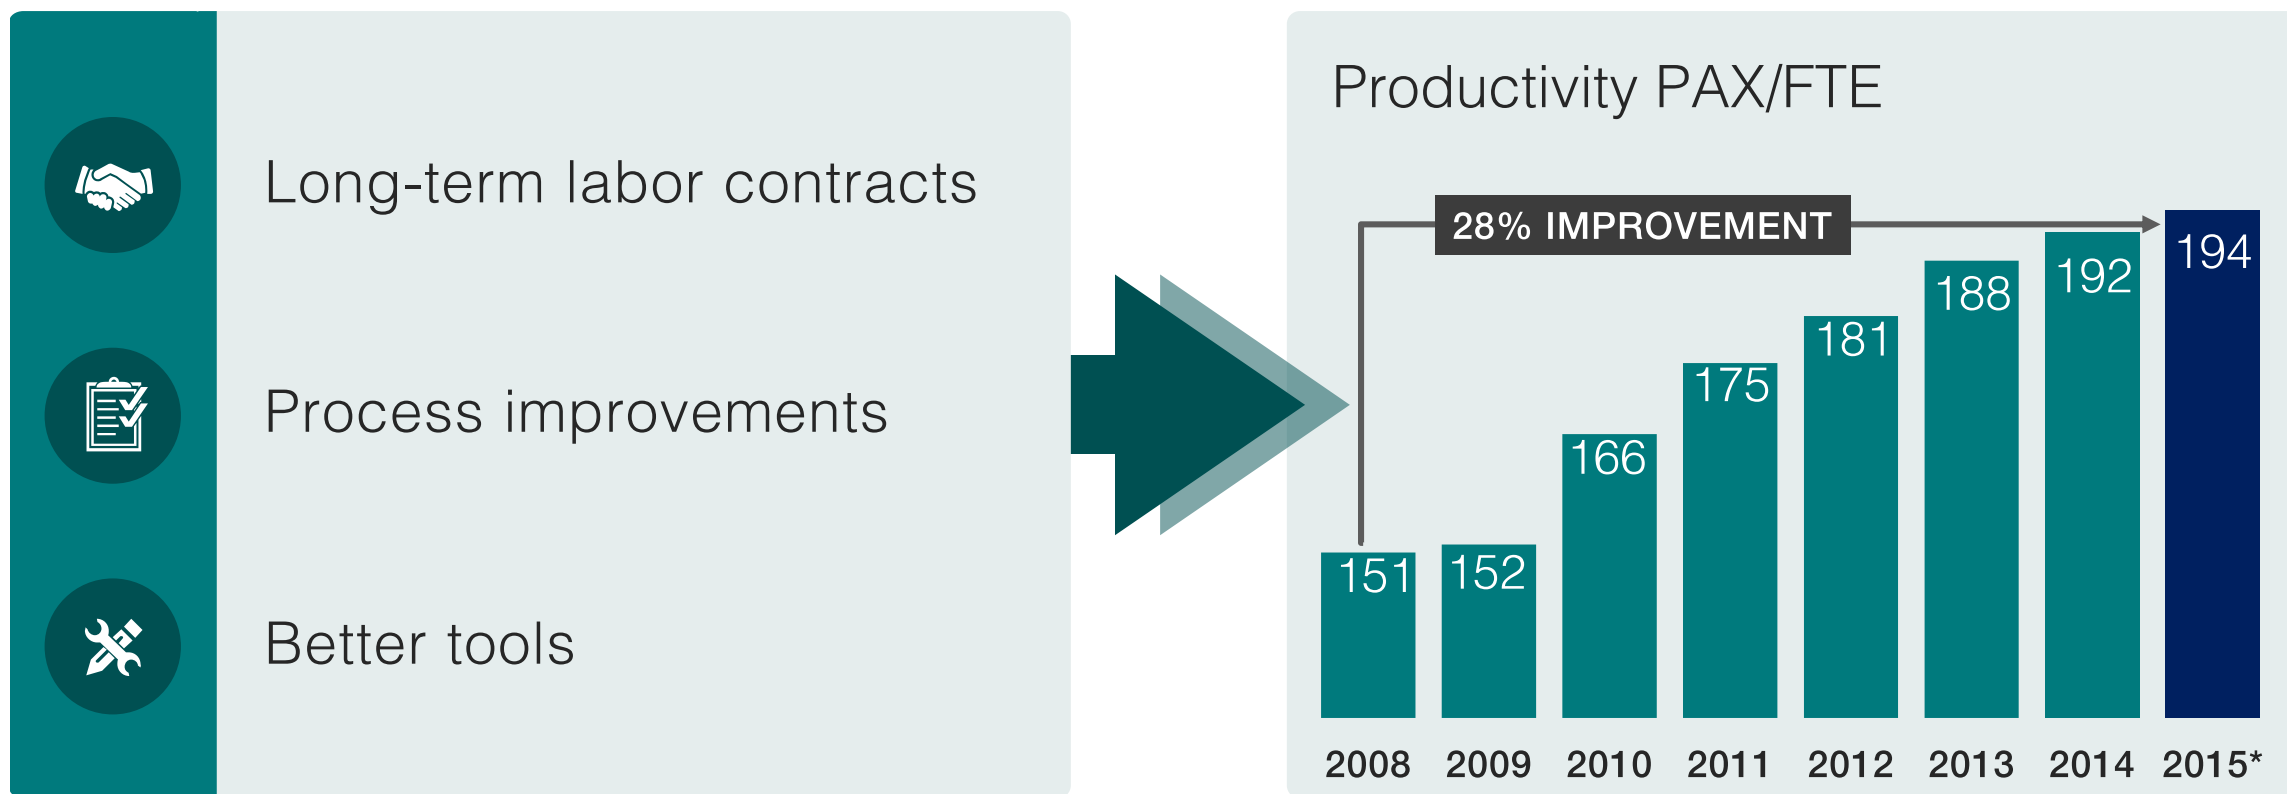 Long-term labor contracts
Process improvements
Better tools
Productivity PAX/FTE
28% IMPROVEMENT
151 152 166 175 181 188 192 194
2008 2009 2010 2011 2012 2013 2014 2015*